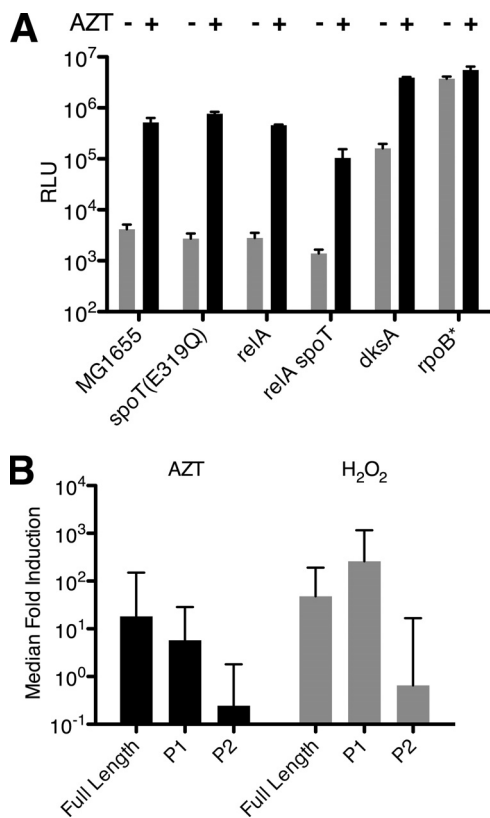 A AZT - + - + - + - + - + - +
10^7
10^6
10^5
10^4
10^3
10^2
RLU
MG1655
spoT(E319Q)
relA
relA spoT
dksA
rpoB*
B AZT H₂O₂
10^4
10^3
10^2
10^1
10^0
10^-1
Median Fold Induction
Full Length
P1
P2
Full Length
P1
P2